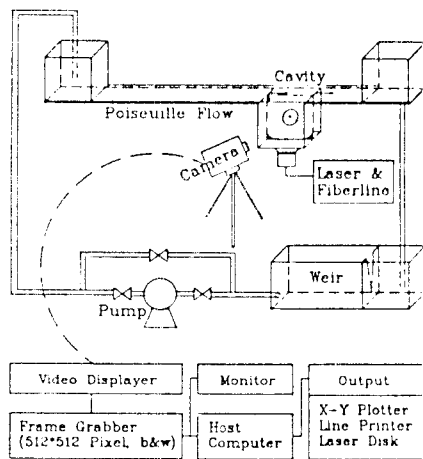 Cavity
Poiseuille Flow
Camera
Laser &
Fiberline
Weir
Pump
Video Displayer
Monitor
Output
Frame Grabber
(512*512 Pixel, b&w)
Host
Computer
X-Y Plotter
Line Printer
Laser Disk